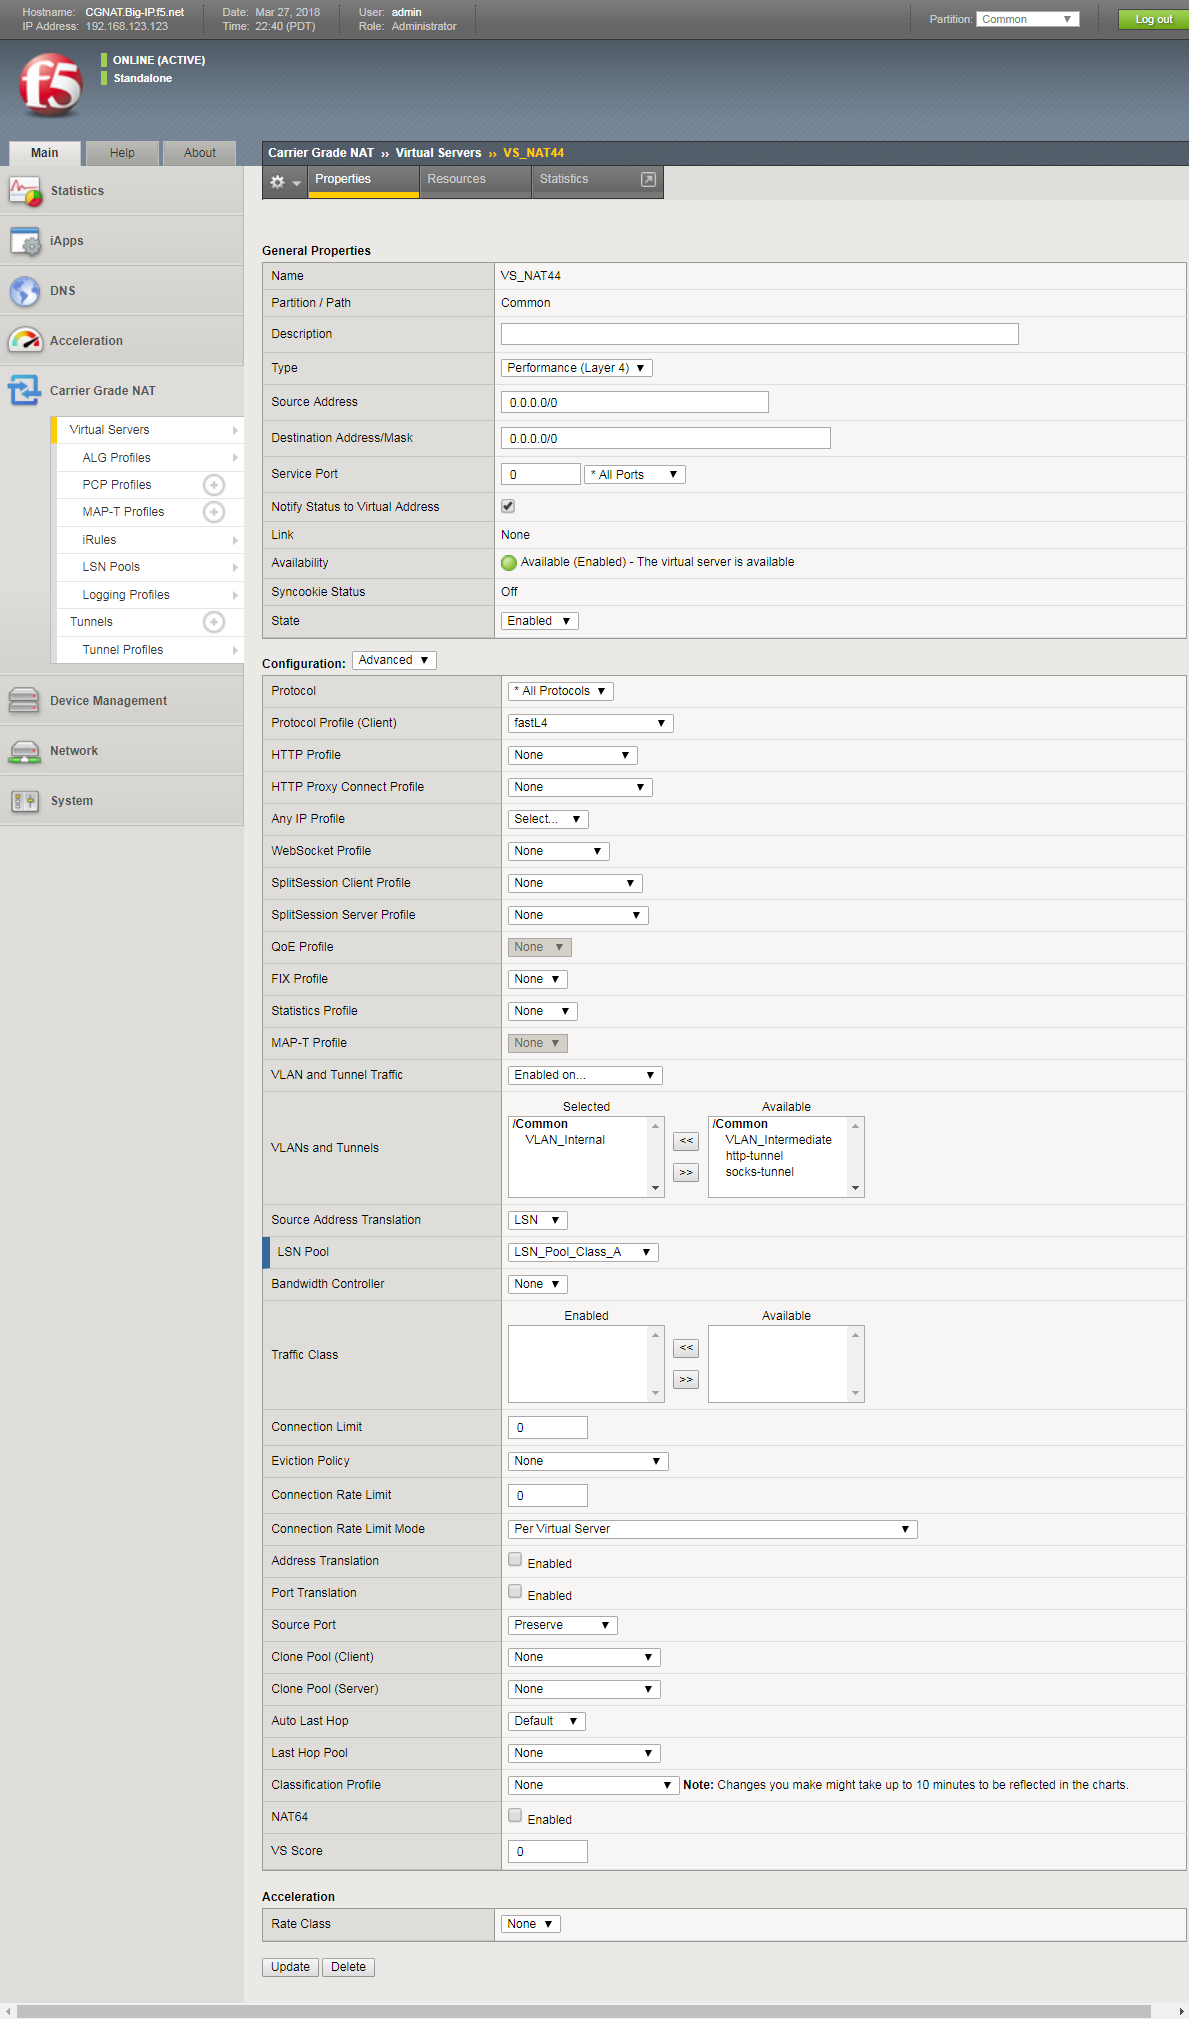 Hostname: CGNAT.Big-IP.f5.net Date: Mar 27, 2018 User: admin
IP Address: 192.168.123.123 Time: 22:40 (PDT) Role: Administrator
Partition: Common Log out
f5
ONLINE (ACTIVE)
Standalone
Main Help About
Carrier Grade NAT ›› Virtual Servers ›› VS_NAT44
Properties Resources Statistics
Statistics
iApps
DNS
Acceleration
Carrier Grade NAT
Virtual Servers
ALG Profiles
PCP Profiles
MAP-T Profiles
iRules
LSN Pools
Logging Profiles
Tunnels
Tunnel Profiles
Device Management
Network
System
General Properties
Name VS_NAT44
Partition / Path Common
Description
Type Performance (Layer 4)
Source Address 0.0.0.0/0
Destination Address/Mask 0.0.0.0/0
Service Port 0 * All Ports
Notify Status to Virtual Address
Link None
Availability Available (Enabled) - The virtual server is available
Syncookie Status Off
State Enabled
Configuration: Advanced
Protocol * All Protocols
Protocol Profile (Client) fastL4
HTTP Profile None
HTTP Proxy Connect Profile None
Any IP Profile Select...
WebSocket Profile None
SplitSession Client Profile None
SplitSession Server Profile None
QoE Profile None
FIX Profile None
Statistics Profile None
MAP-T Profile None
VLAN and Tunnel Traffic Enabled on...
VLANs and Tunnels
Selected Available
/Common /Common
VLAN_Internal << VLAN_Intermediate
http-tunnel
>> socks-tunnel
Source Address Translation LSN
LSN Pool LSN_Pool_Class_A
Bandwidth Controller None
Traffic Class
Enabled Available
<<
>>
Connection Limit 0
Eviction Policy None
Connection Rate Limit 0
Connection Rate Limit Mode Per Virtual Server
Address Translation Enabled
Port Translation Enabled
Source Port Preserve
Clone Pool (Client) None
Clone Pool (Server) None
Auto Last Hop Default
Last Hop Pool None
Classification Profile None Note: Changes you make might take up to 10 minutes to be reflected in the charts.
NAT64 Enabled
VS Score 0
Acceleration
Rate Class None
Update Delete